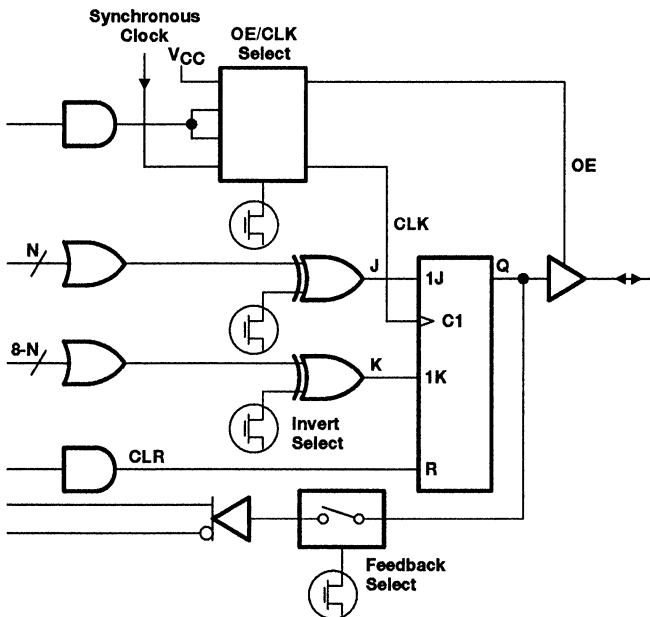 Synchronous
Clock
OE/CLK
Select
VCC
OE
CLK
N
J
1J
Q
C1
8-N
K
1K
Invert
Select
CLR
R
Feedback
Select